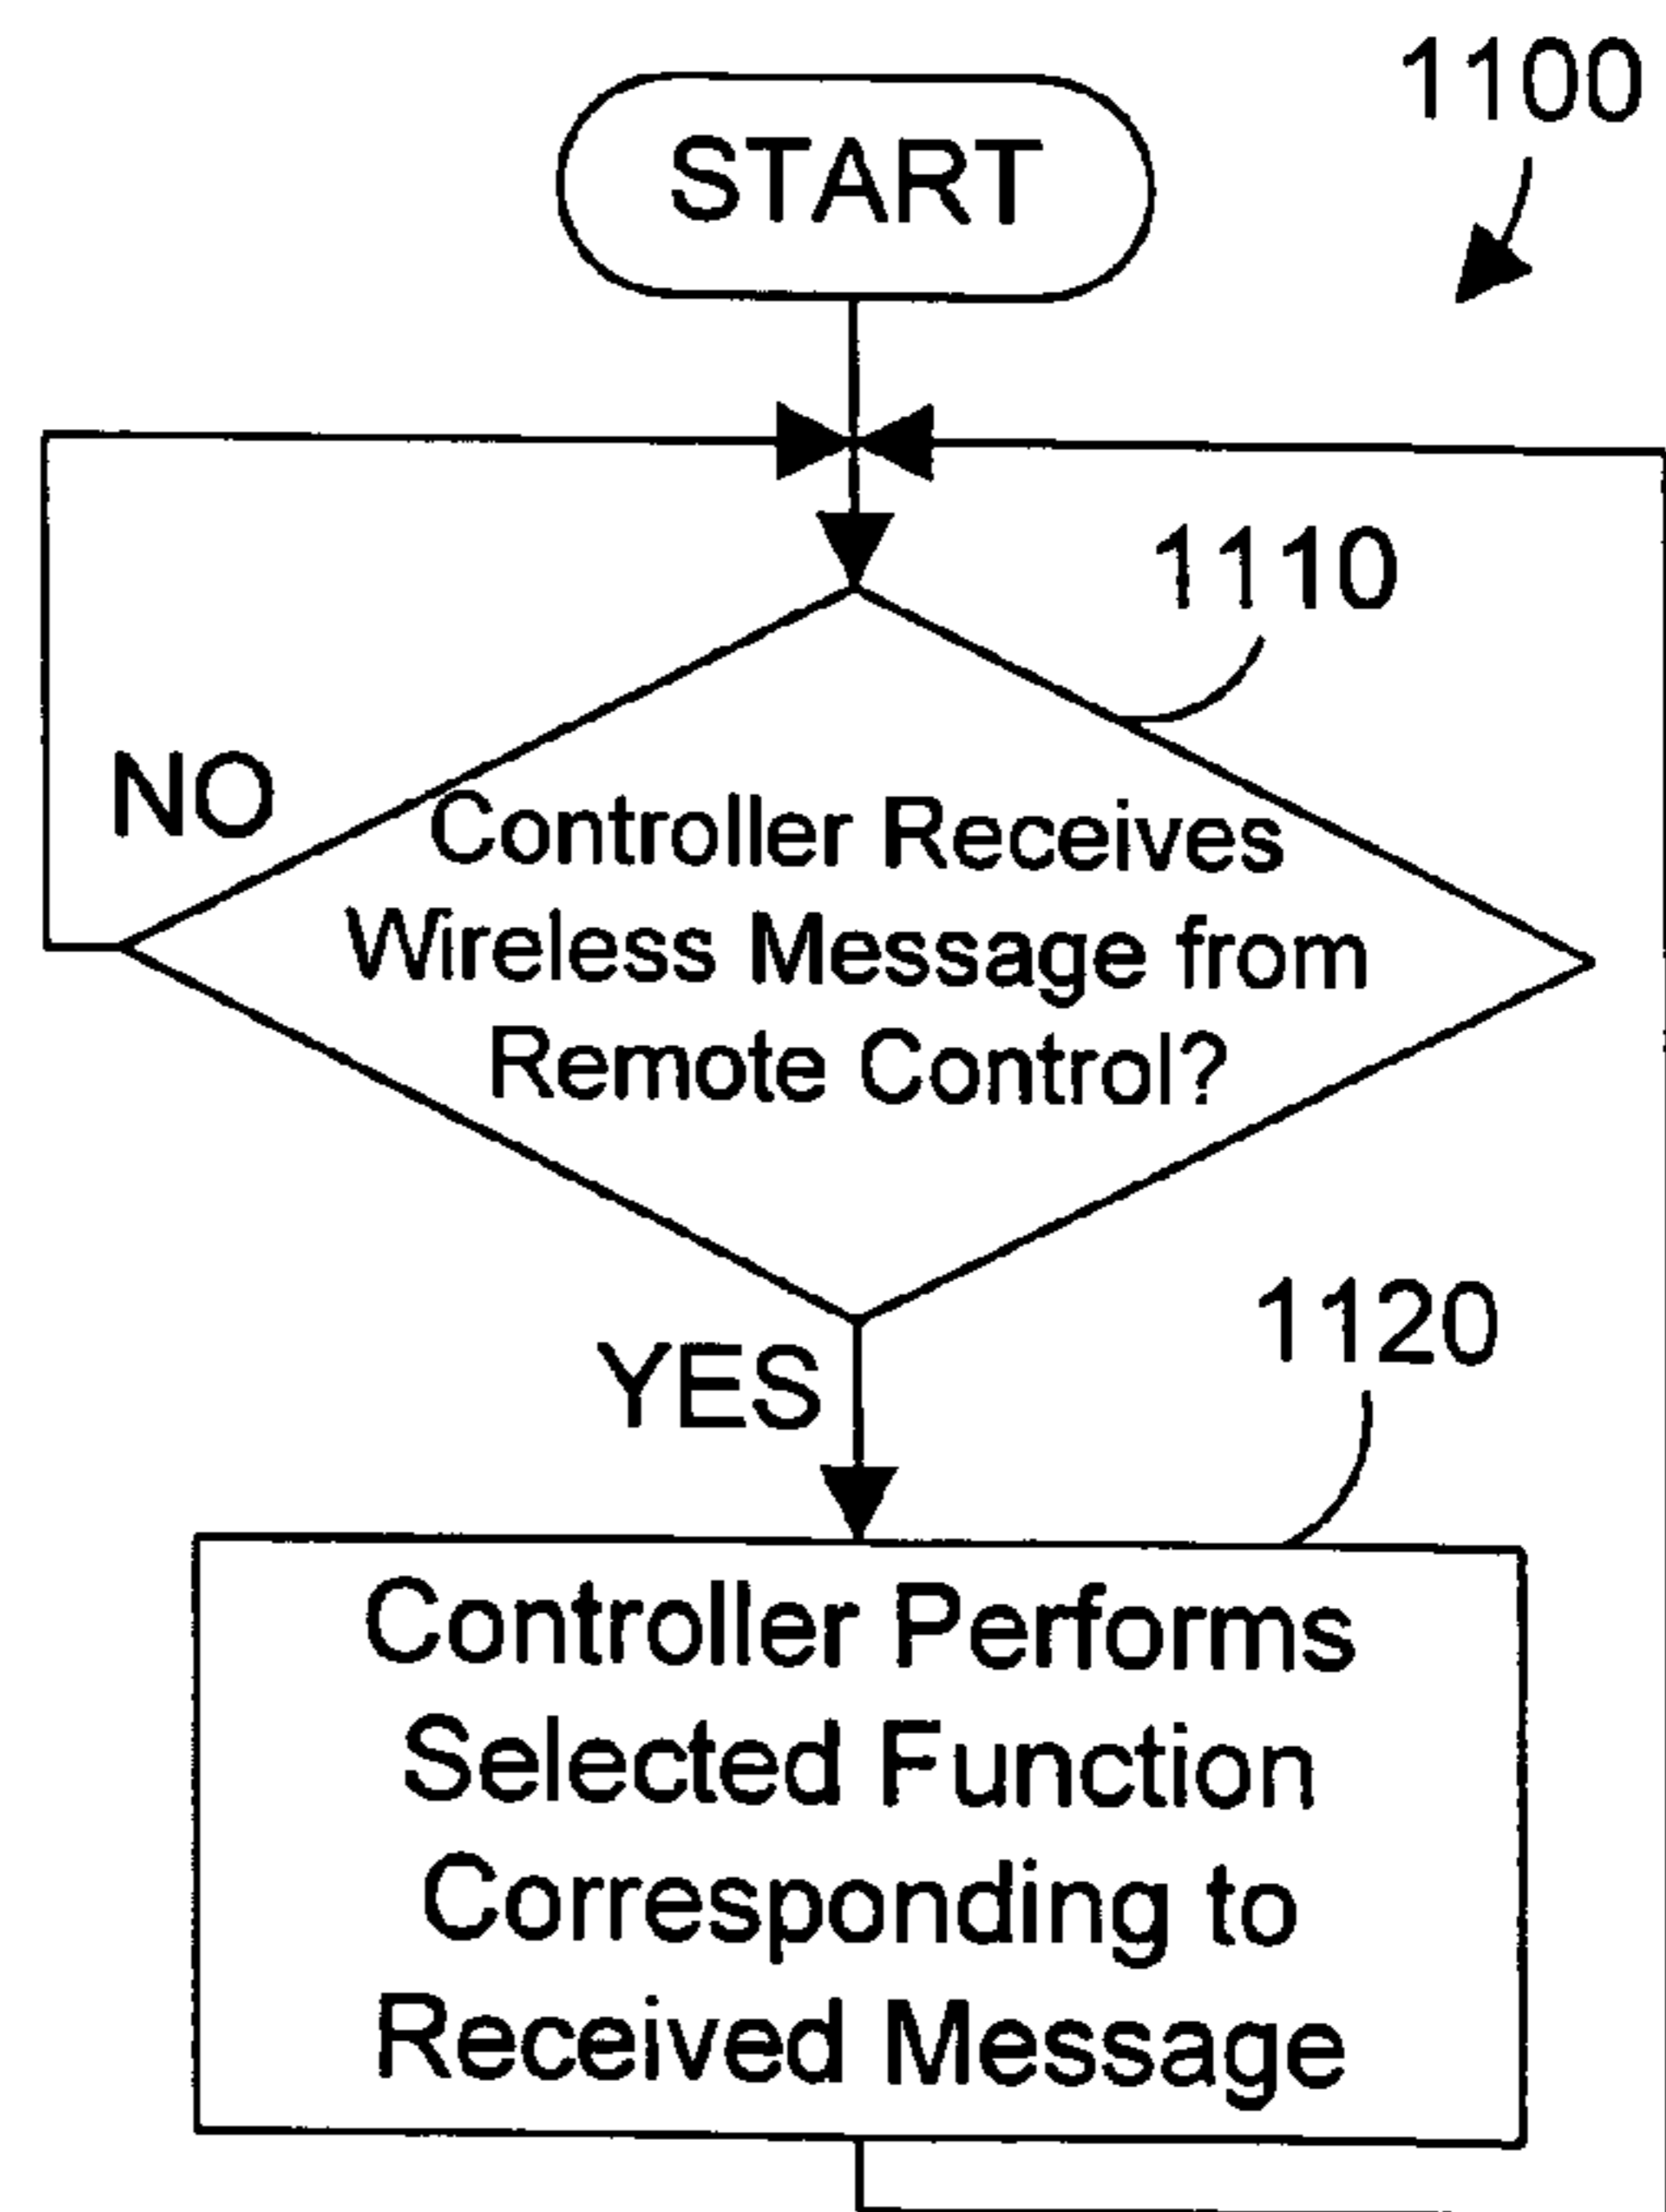 1100
START
1110
NO
Controller Receives
Wireless Message from
Remote Control?
1120
YES
Controller Performs
Selected Function
Corresponding to
Received Message